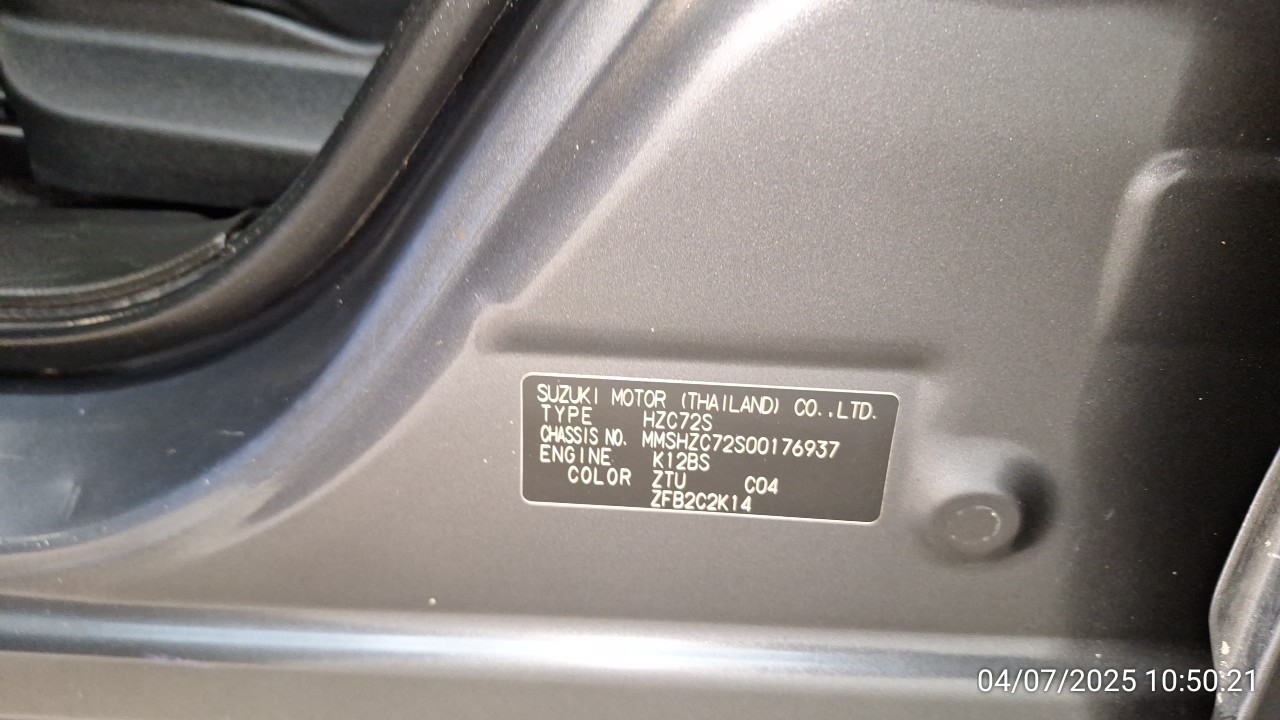 SUZUKI MOTOR (THAILAND) CO.,LTD.
TYPE HZC72S
CHASSIS NO. MMSHZC72S00176937
ENGINE K12BS
COLOR ZTU C04
ZFB2C2K14
04/07/2025 10:50:21